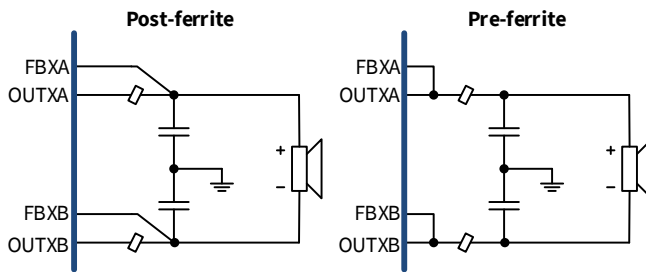 Post-ferrite
FBXA
OUTXA
+
−
FBXB
OUTXB
Pre-ferrite
FBXA
OUTXA
+
−
FBXB
OUTXB